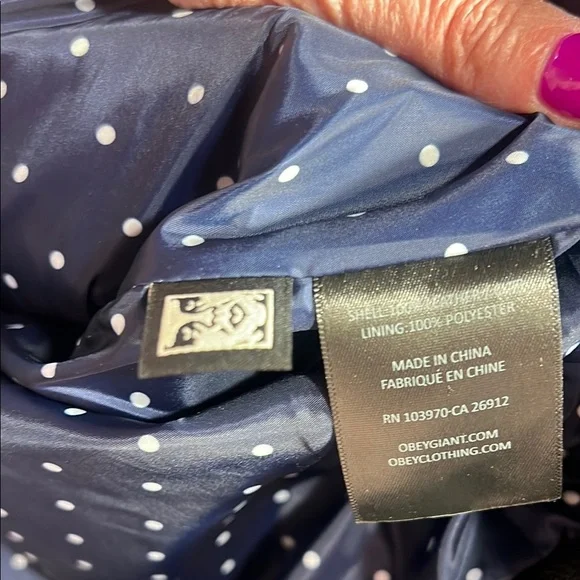 SHELL:100%
LINING:100% POLYESTER
MADE IN CHINA
FABRIQUÉ EN CHINE
RN 103970-CA 26912
OBEYGIANT.COM
OBEYCLOTHING.COM